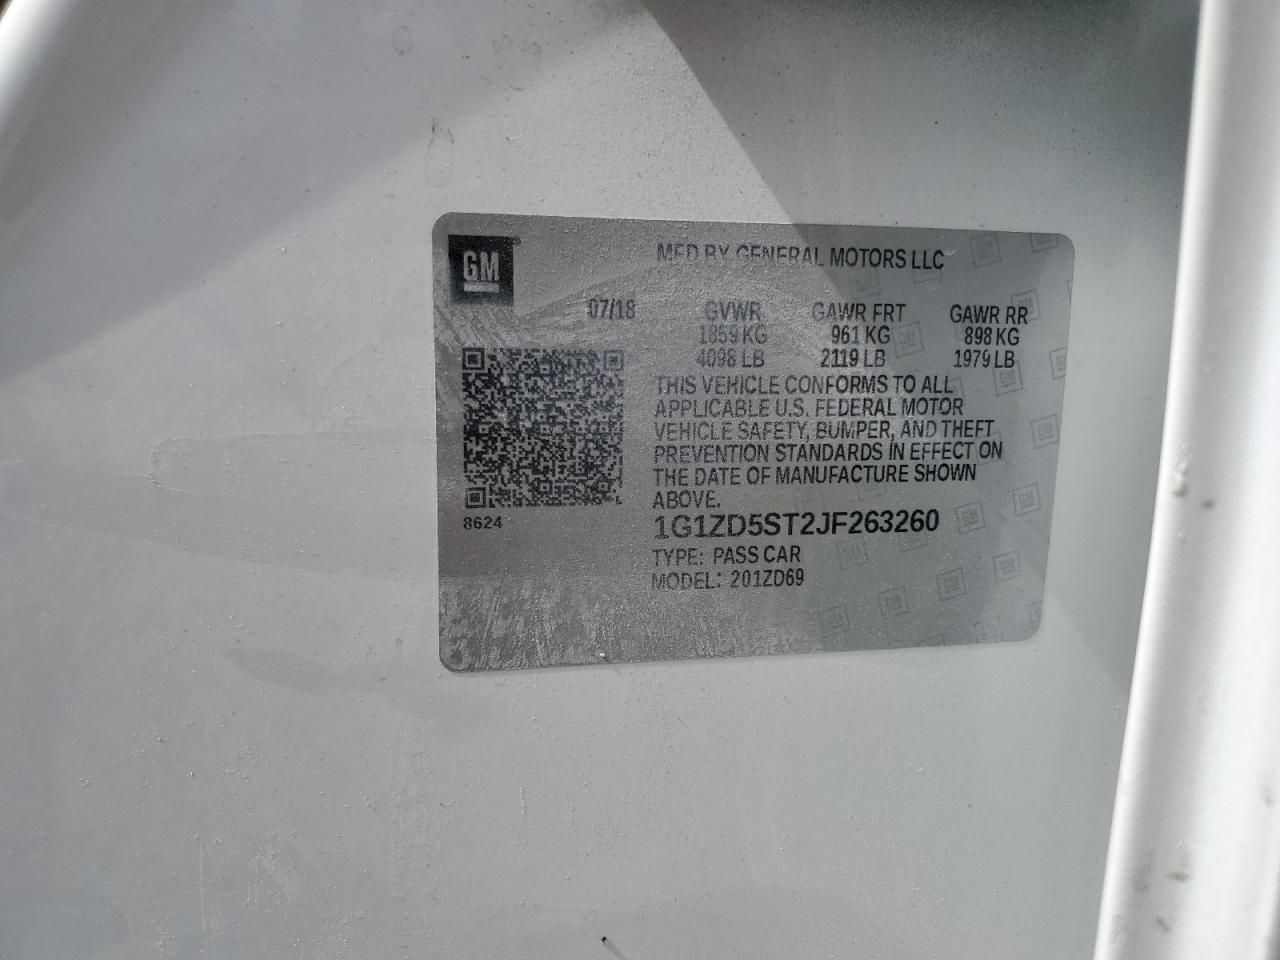 GM
MFD BY GENERAL MOTORS LLC
07/18 GVWR GAWR FRT GAWR RR
1859 KG 961 KG 898 KG
4098 LB 2119 LB 1979 LB
THIS VEHICLE CONFORMS TO ALL
APPLICABLE U.S. FEDERAL MOTOR
VEHICLE SAFETY, BUMPER, AND THEFT
PREVENTION STANDARDS IN EFFECT ON
THE DATE OF MANUFACTURE SHOWN
ABOVE.
8624
1G1ZD5ST2JF263260
TYPE: PASS CAR
MODEL: 201ZD69